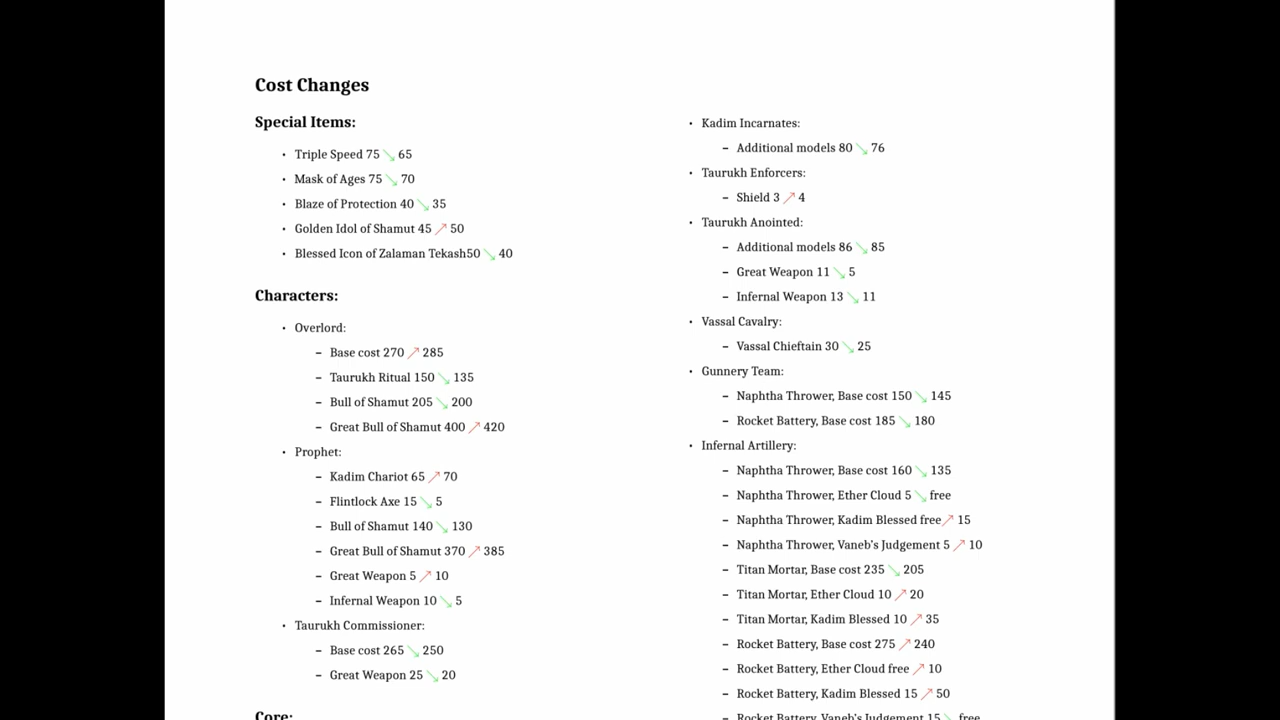 Cost Changes
Special Items:
• Triple Speed 75 ↘ 65
• Mask of Ages 75 ↘ 70
• Blaze of Protection 40 ↘ 35
• Golden Idol of Shamut 45 ↗ 50
• Blessed Icon of Zalaman Tekash50 ↘ 40
Characters:
• Overlord:
– Base cost 270 ↗ 285
– Taurukh Ritual 150 ↘ 135
– Bull of Shamut 205 ↘ 200
– Great Bull of Shamut 400 ↗ 420
• Prophet:
– Kadim Chariot 65 ↗ 70
– Flintlock Axe 15 ↘ 5
– Bull of Shamut 140 ↘ 130
– Great Bull of Shamut 370 ↗ 385
– Great Weapon 5 ↗ 10
– Infernal Weapon 10 ↘ 5
• Taurukh Commissioner:
– Base cost 265 ↘ 250
– Great Weapon 25 ↘ 20
Core:
• Kadim Incarnates:
– Additional models 80 ↘ 76
• Taurukh Enforcers:
– Shield 3 ↗ 4
• Taurukh Anointed:
– Additional models 86 ↘ 85
– Great Weapon 11 ↘ 5
– Infernal Weapon 13 ↘ 11
• Vassal Cavalry:
– Vassal Chieftain 30 ↘ 25
• Gunnery Team:
– Naphtha Thrower, Base cost 150 ↘ 145
– Rocket Battery, Base cost 185 ↘ 180
• Infernal Artillery:
– Naphtha Thrower, Base cost 160 ↘ 135
– Naphtha Thrower, Ether Cloud 5 ↘ free
– Naphtha Thrower, Kadim Blessed free ↗ 15
– Naphtha Thrower, Vaneb's Judgement 5 ↗ 10
– Titan Mortar, Base cost 235 ↘ 205
– Titan Mortar, Ether Cloud 10 ↗ 20
– Titan Mortar, Kadim Blessed 10 ↗ 35
– Rocket Battery, Base cost 275 ↗ 240
– Rocket Battery, Ether Cloud free ↗ 10
– Rocket Battery, Kadim Blessed 15 ↗ 50
– Rocket Battery, Vaneb's Judgement 15 ↘ free